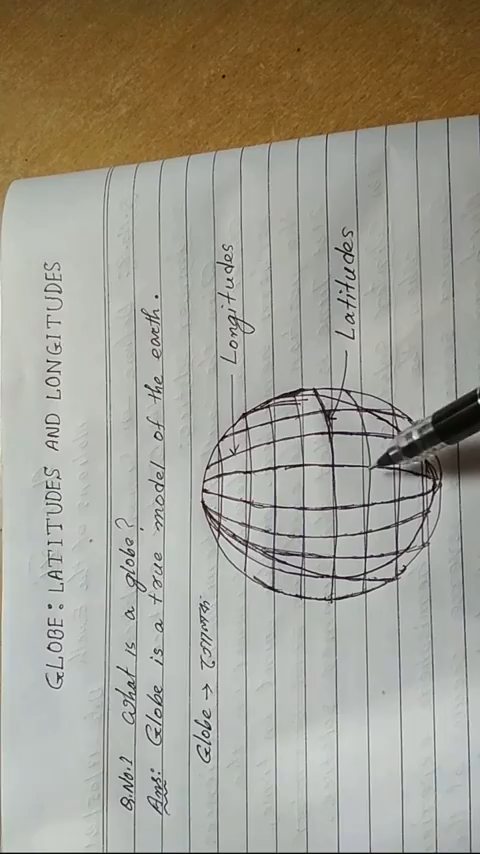 GLOBE: LATITUDES AND LONGITUDES
Q.No.1 What is a globe?
Ans: Globe is a true model of the earth.
Globe → গোলক
Longitudes
Latitudes